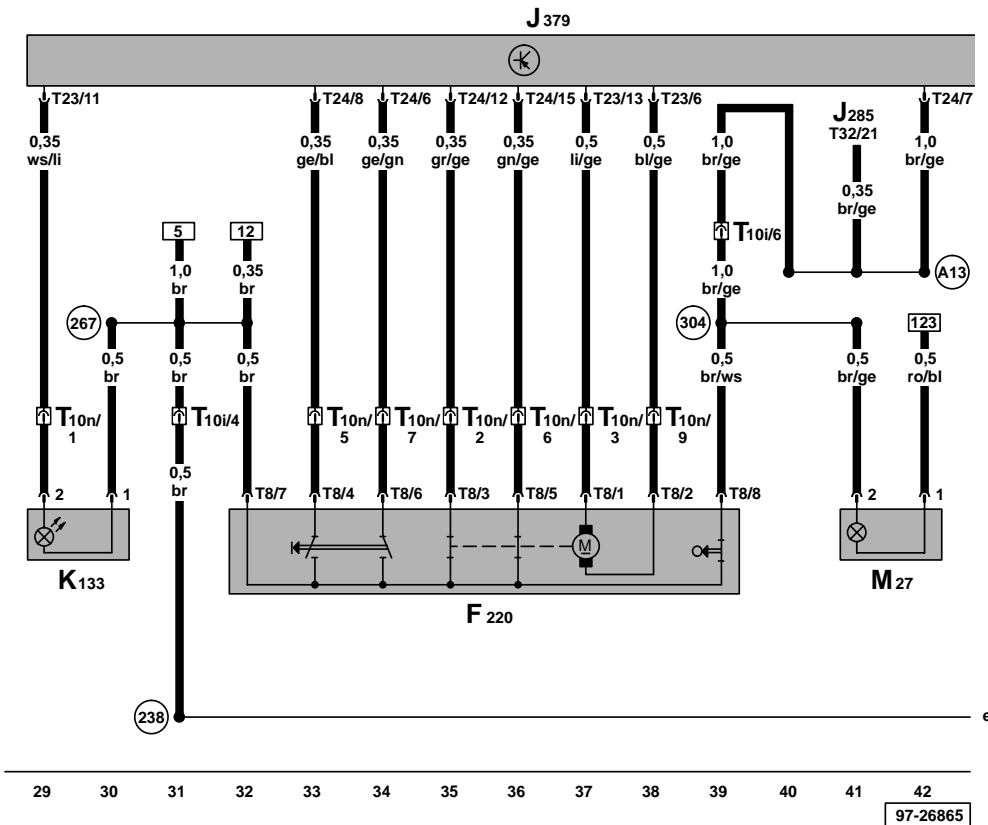 J 379
T23/11 T24/8 T24/6 T24/12 T24/15 T23/13 T23/6 T24/7
J 285
T32/21
0,35 0,35 0,35 0,35 0,35 0,5 0,5 1,0 1,0
ws/li ge/bl ge/gn gr/ge gn/ge li/ge bl/ge br/ge br/ge
0,35
br/ge
5 12 T10i/6
1,0 0,35 1,0
br br br/ge
A13
267 304 123
0,5 0,5 0,5 0,5 0,5 0,5
br br br br/ws br/ge ro/bl
T10n/ T10i/4 T10n/ T10n/ T10n/ T10n/ T10n/ T10n/
1 5 7 2 6 3 9
0,5
br
2 1 T8/7 T8/4 T8/6 T8/3 T8/5 T8/1 T8/2 T8/8 2 1
M
K 133 M 27
F 220
238
e
29 30 31 32 33 34 35 36 37 38 39 40 41 42
97-26865